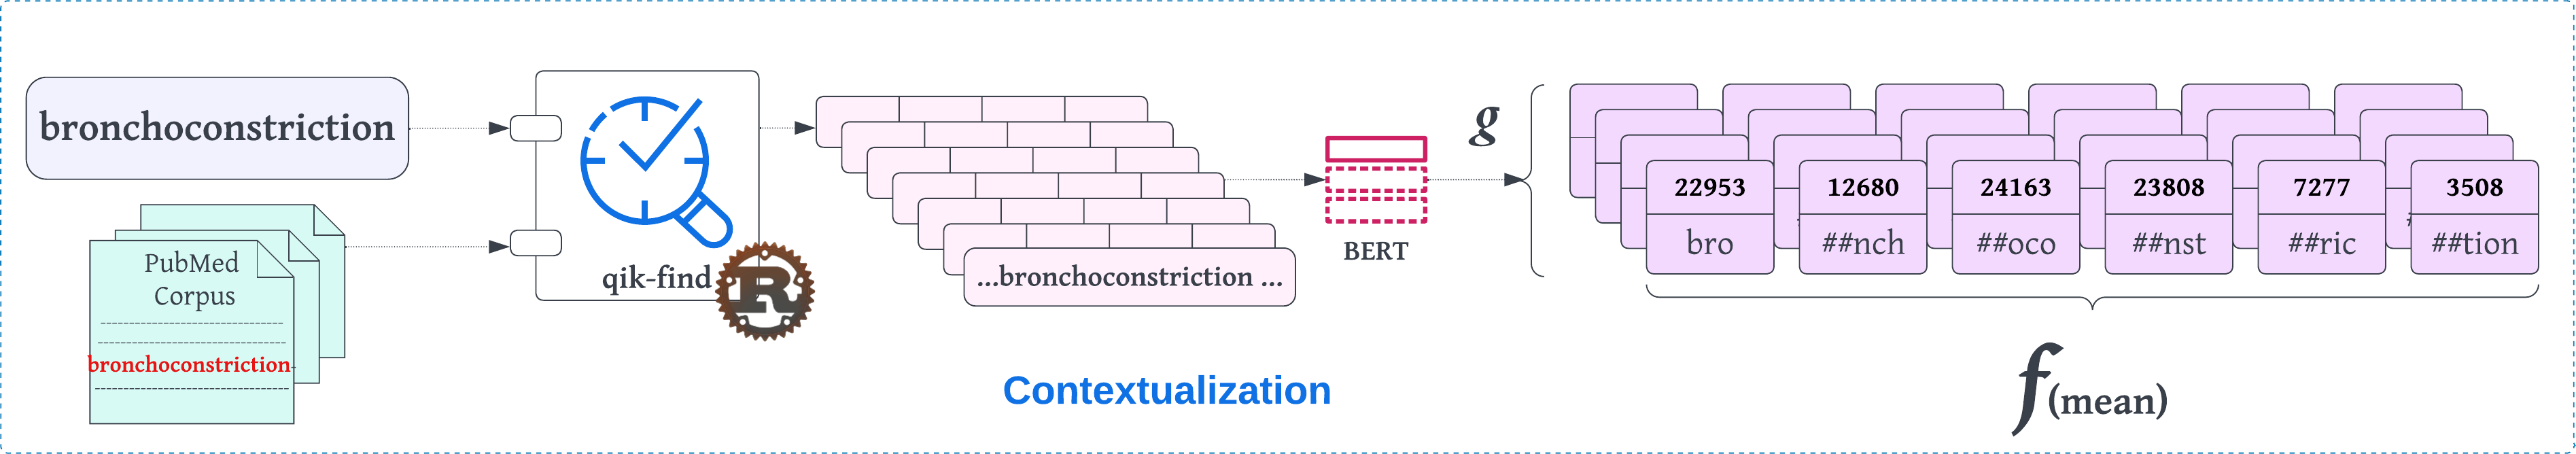 bronchoconstriction
PubMed
Corpus
bronchoconstriction
qik-find
R
...bronchoconstriction ...
BERT
g
22953 12680 24163 23808 7277 3508
bro ##nch ##oco ##nst ##ric ##tion
f(mean)
Contextualization